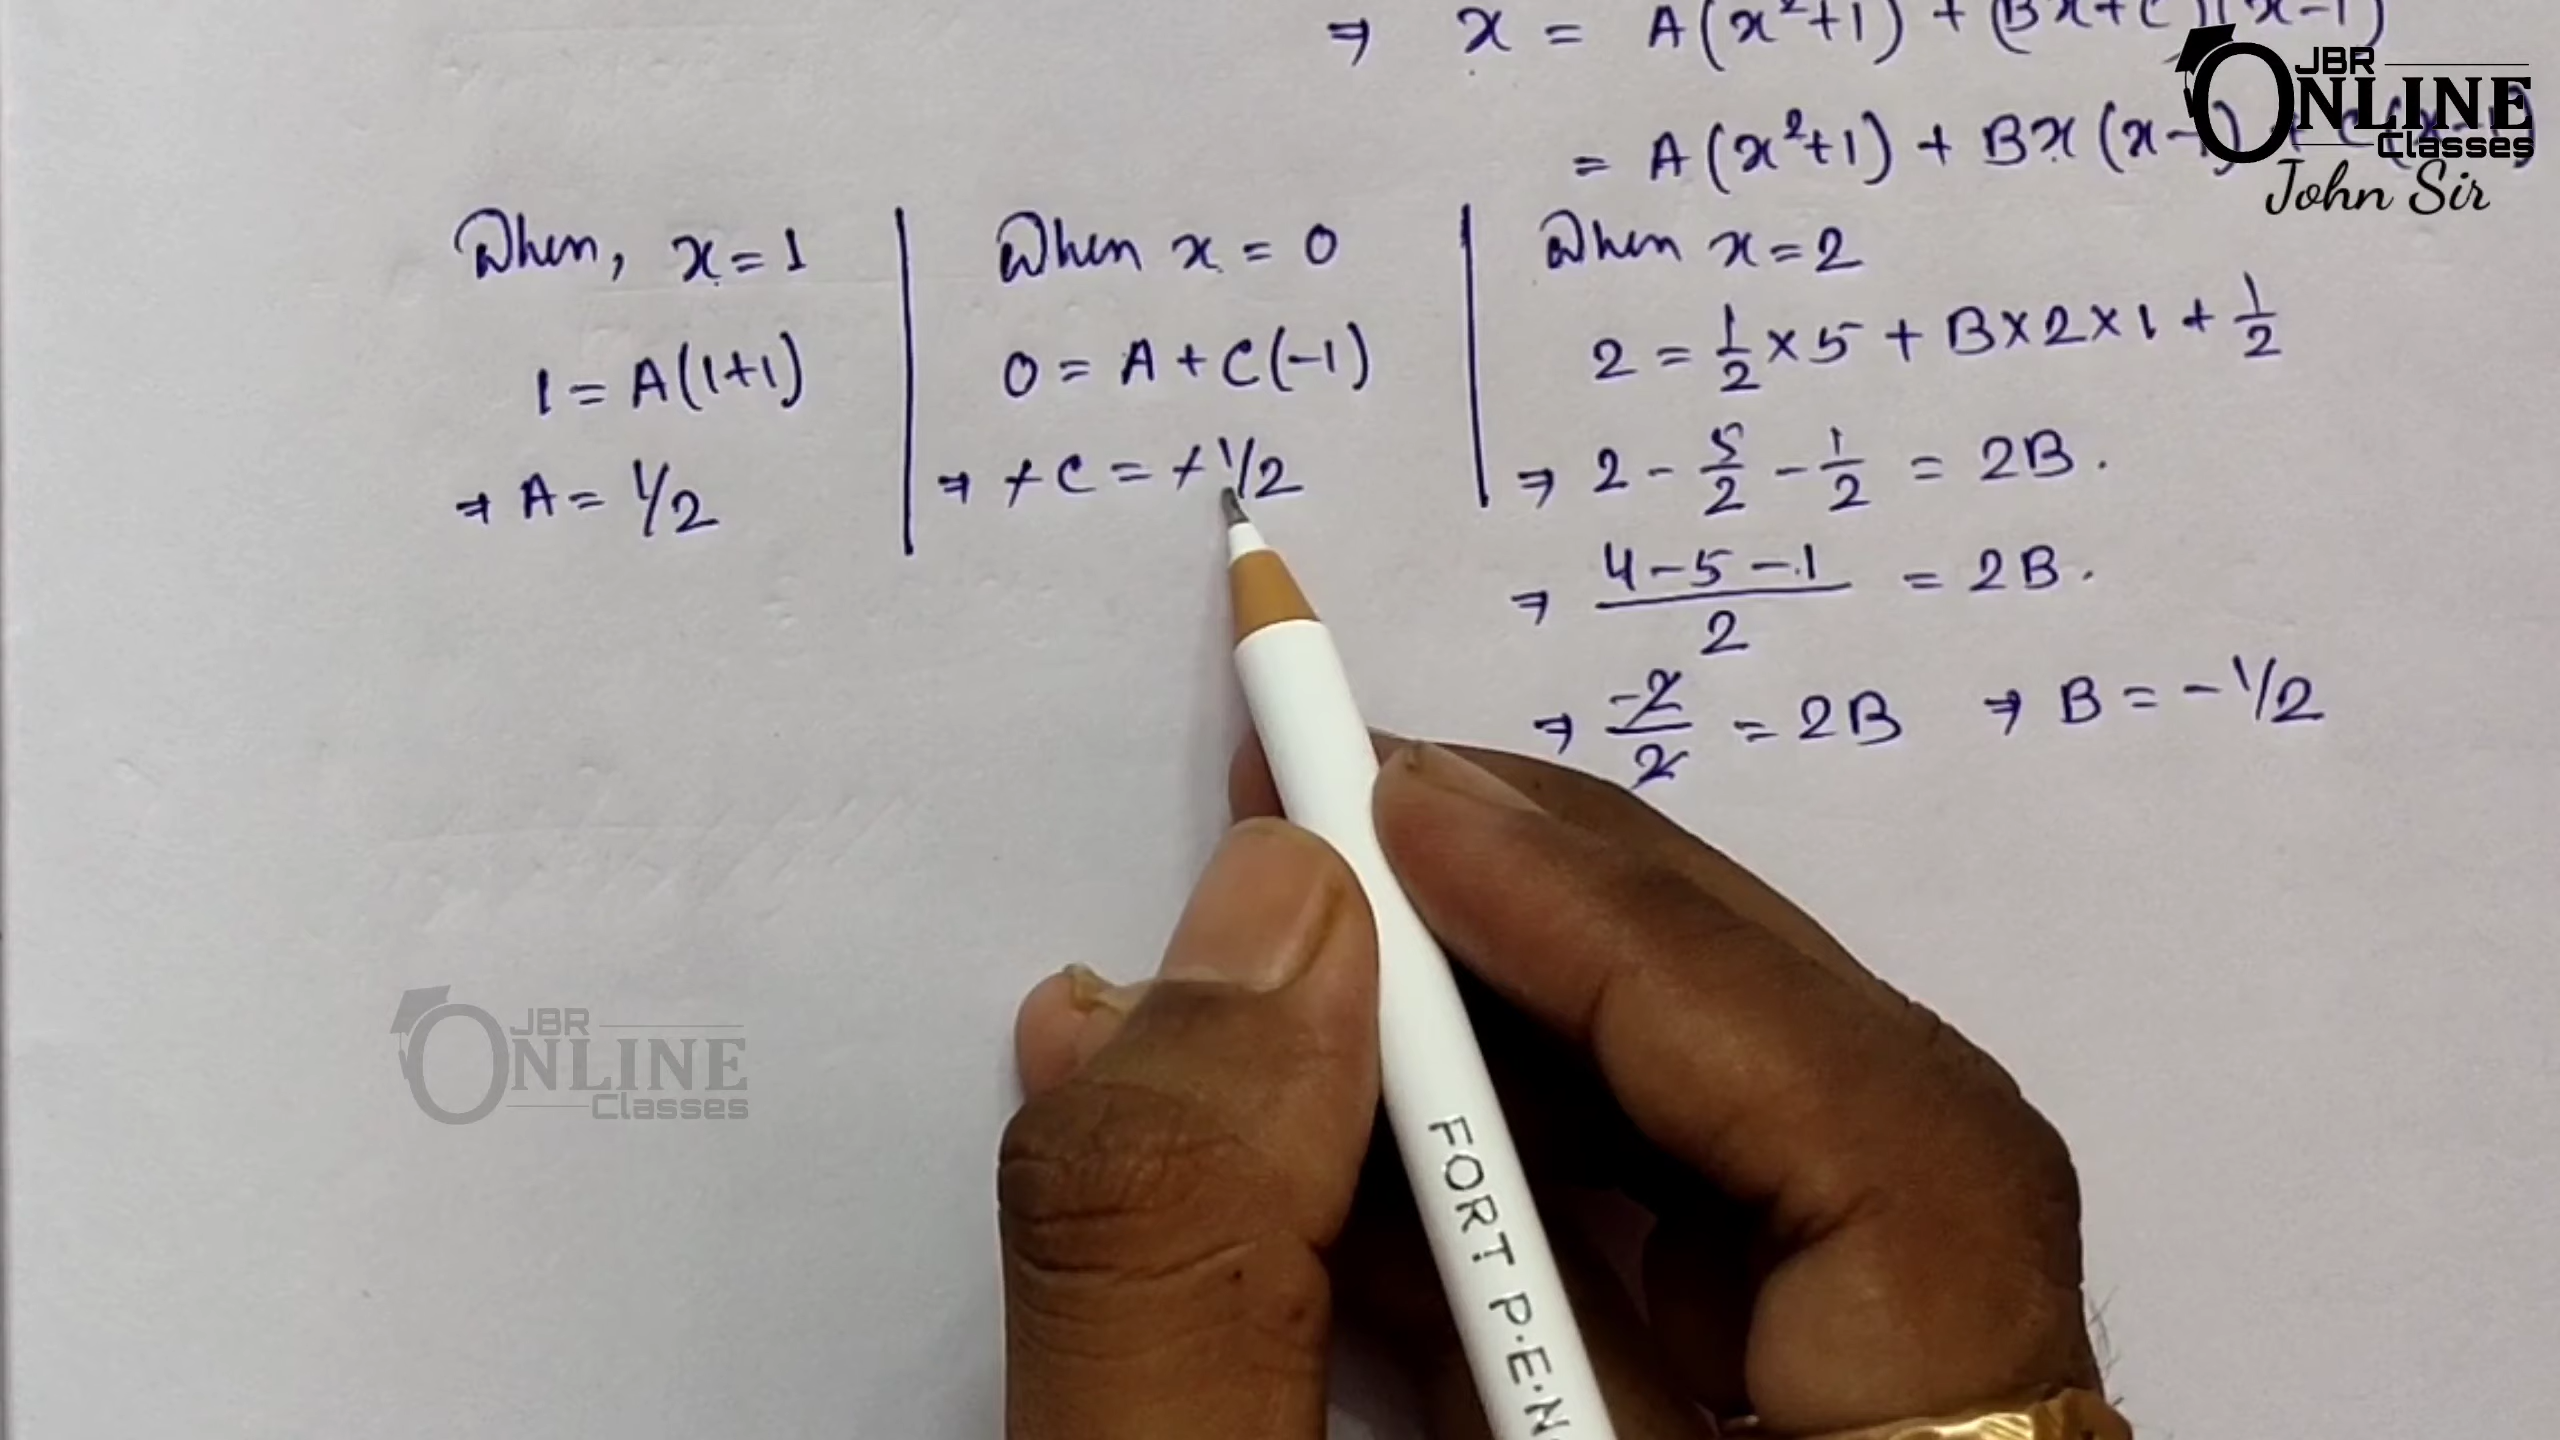 ⇒ x = A(x²+1) + (Bx+C)(x-1)
= A(x²+1) + Bx(x-1) + C(x-1)
JBR
ONLINE
Classes
John Sir
When, x = 1
1 = A(1+1)
⇒ A = 1/2
When x = 0
0 = A + C(-1)
⇒ -C = -1/2
When x = 2
2 = 1/2 × 5 + B×2×1 + 1/2
⇒ 2 - 5/2 - 1/2 = 2B.
⇒ 4-5-1/2 = 2B.
⇒ -2/2 = 2B ⇒ B = -1/2
JBR
ONLINE
Classes
FORT P.E.N